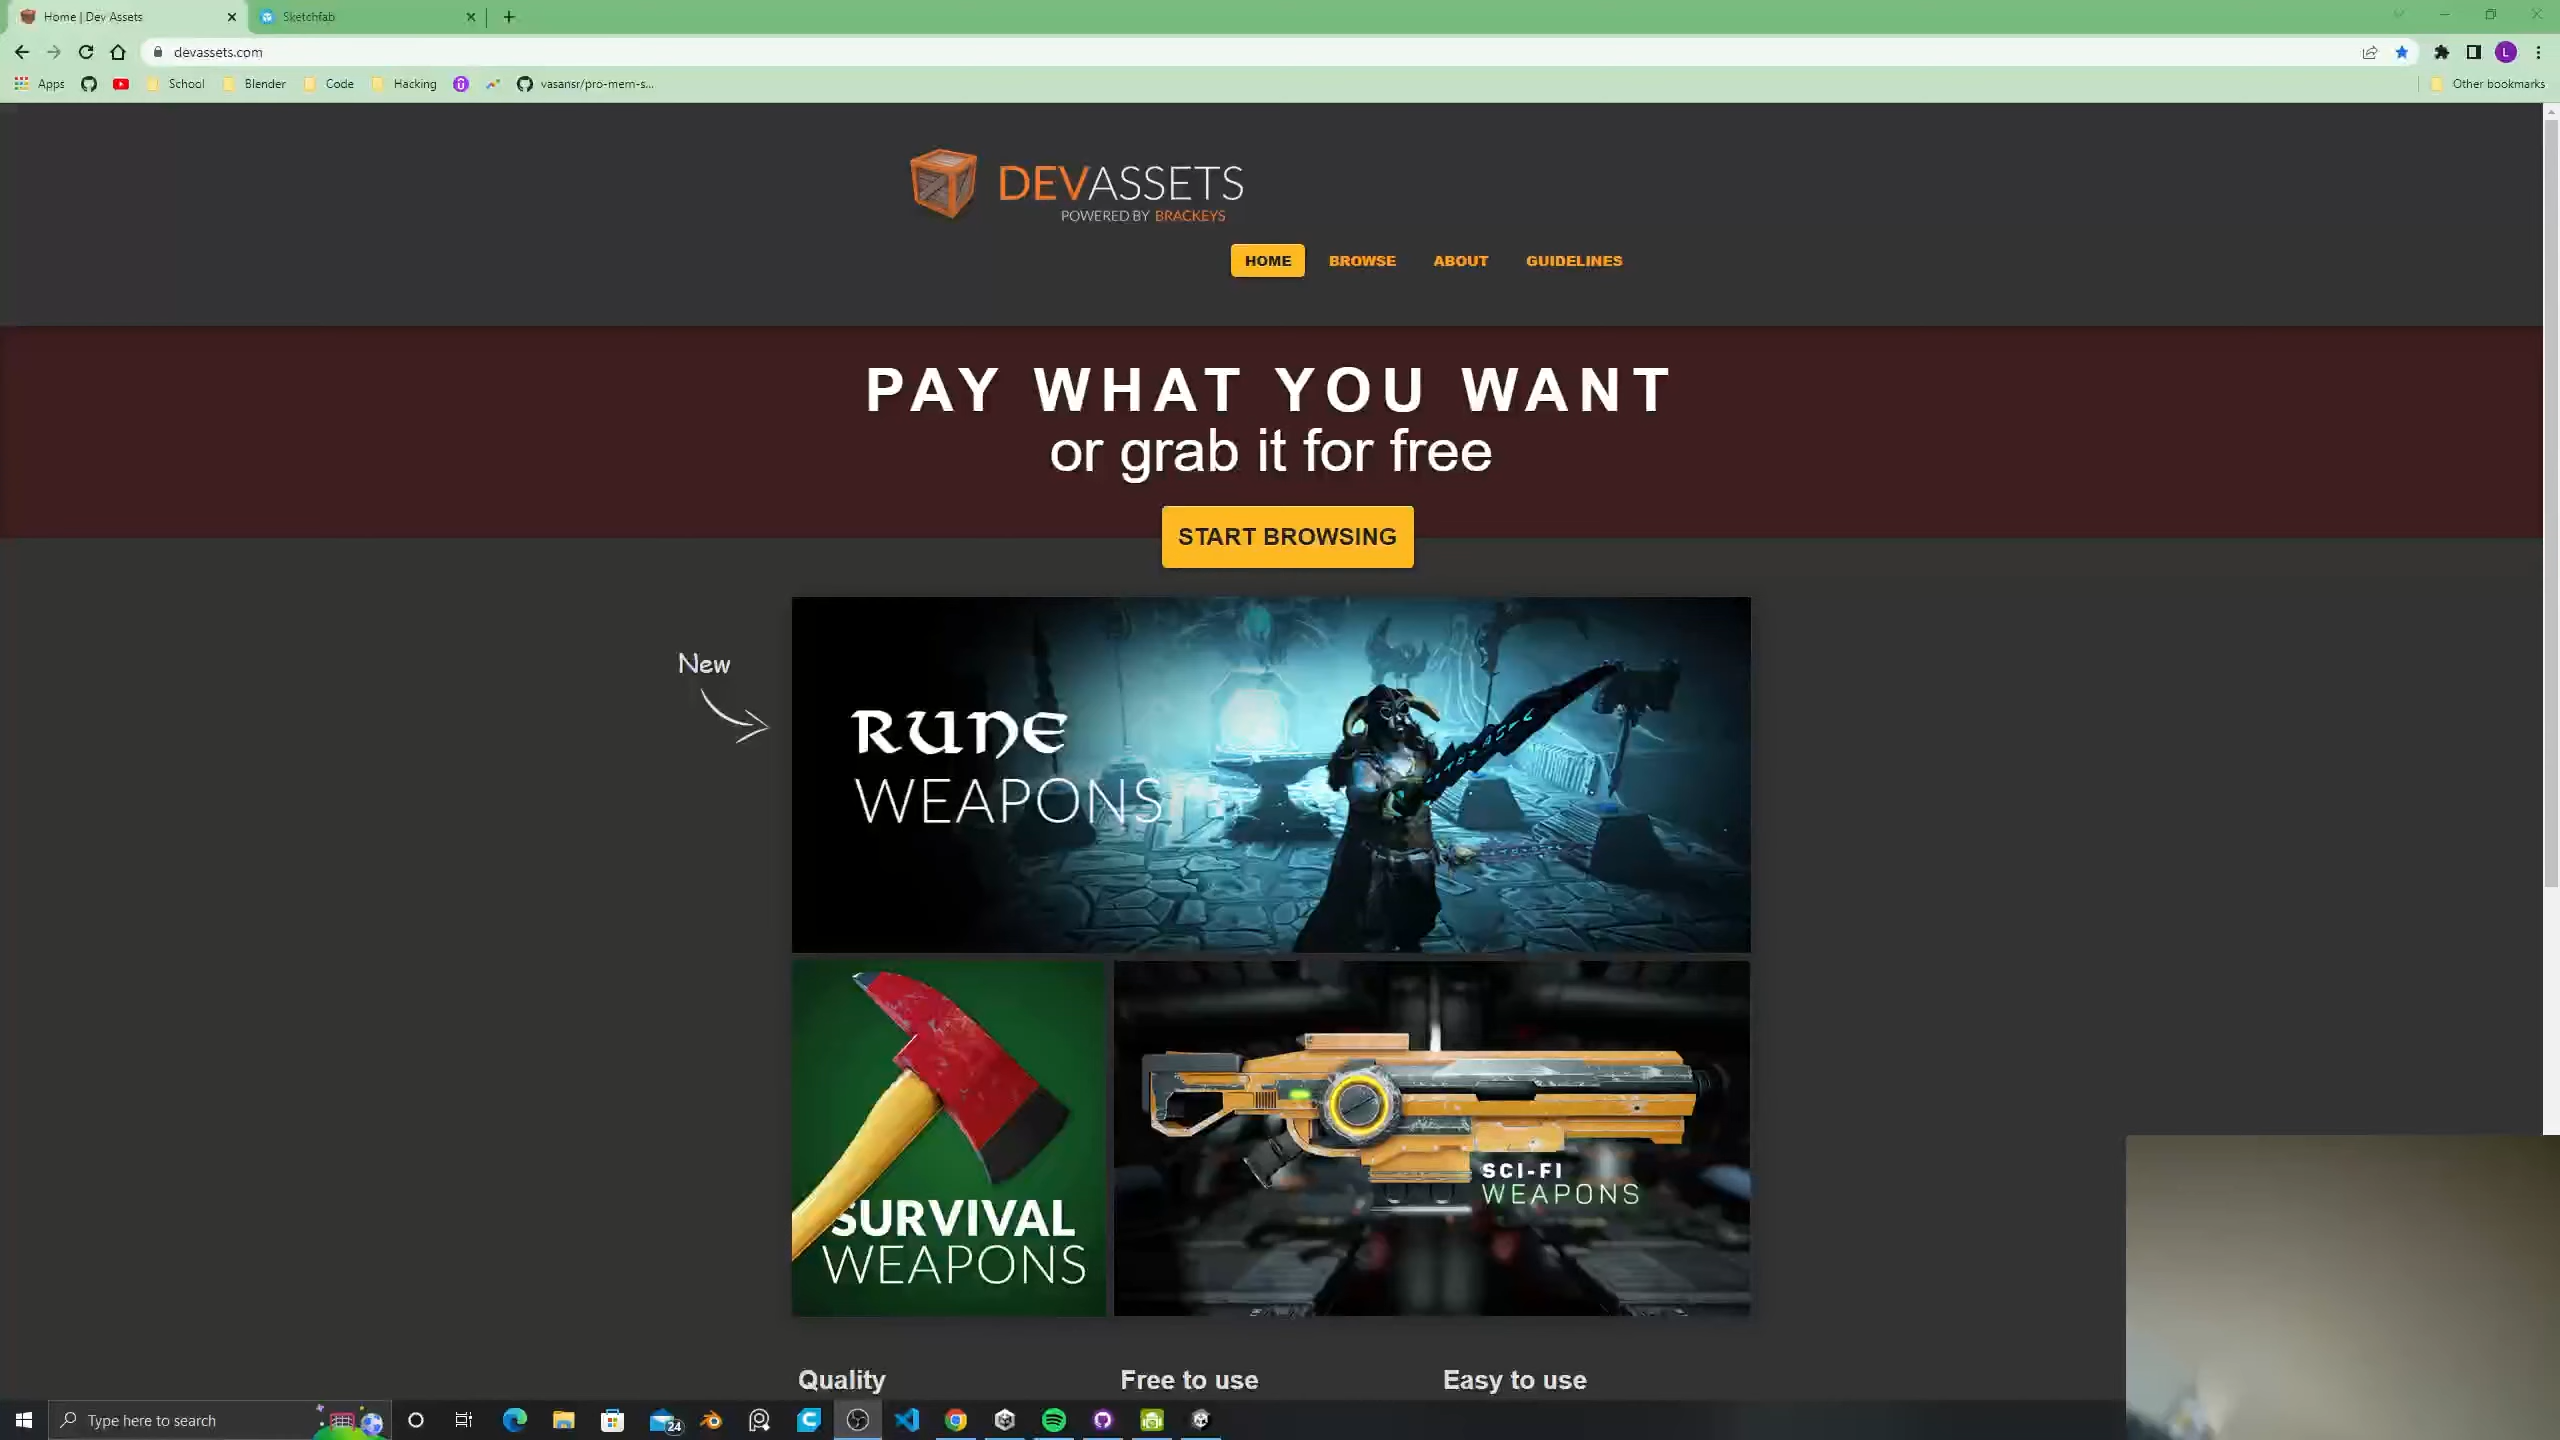 Home | Dev Assets
Sketchfab
devassets.com
Apps
School
Blender
Code
Hacking
vasansr/pro-mem-s...
Other bookmarks
DEVASSETS
POWERED BY BRACKEYS
HOME
BROWSE
ABOUT
GUIDELINES
PAY WHAT YOU WANT
or grab it for free
START BROWSING
New
RUNE
WEAPONS
SURVIVAL
WEAPONS
SCI-FI
WEAPONS
Quality
Free to use
Easy to use
Type here to search
24
L